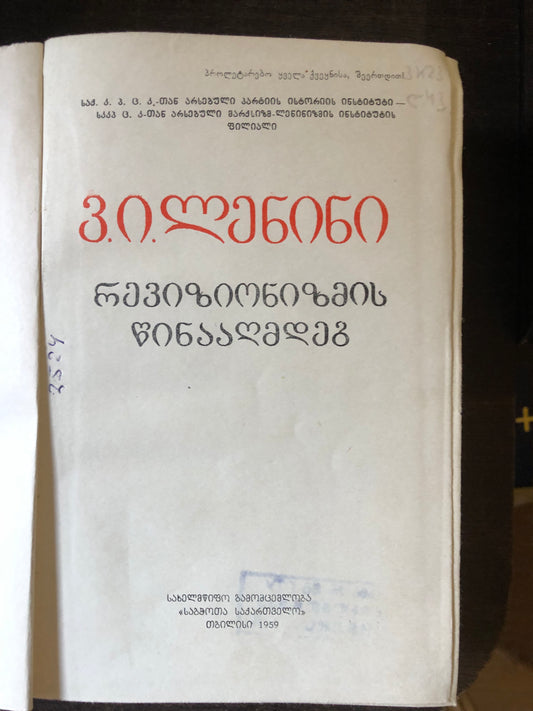 პროლეტარებო ყველა ქვეყნისა, შეერთდით!
საქ. კ. პ. ც. კ.-თან არსებული პარტიის ისტორიის ინსტიტუტი —
სკკპ ც. კ-თან არსებული მარქსიზმ-ლენინიზმის ინსტიტუტის
ფილიალი
ვ. ი. ლენინი
რევიზიონიზმის
წინააღმდეგ
3524
სახელმწიფო გამომცემლობა
«საბჭოთა საქართველო»
თბილისი 1959